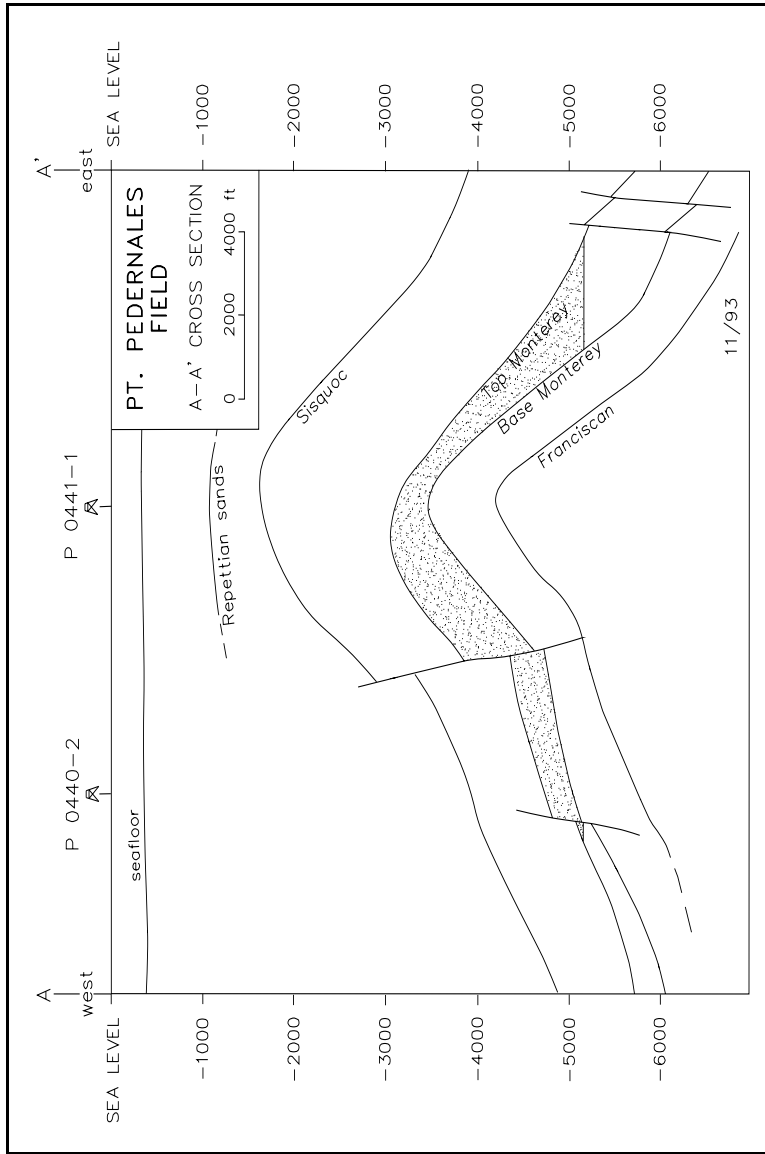 A
west
A'
east
P 0440-2
P 0441-1
SEA LEVEL
-1000
-2000
-3000
-4000
-5000
-6000
SEA LEVEL
-1000
-2000
-3000
-4000
-5000
-6000
PT. PEDERNALES
FIELD
A-A' CROSS SECTION
0 2000 4000 ft
seafloor
Repettian sands
Sisquoc
Top Monterey
Base Monterey
Franciscan
11/93